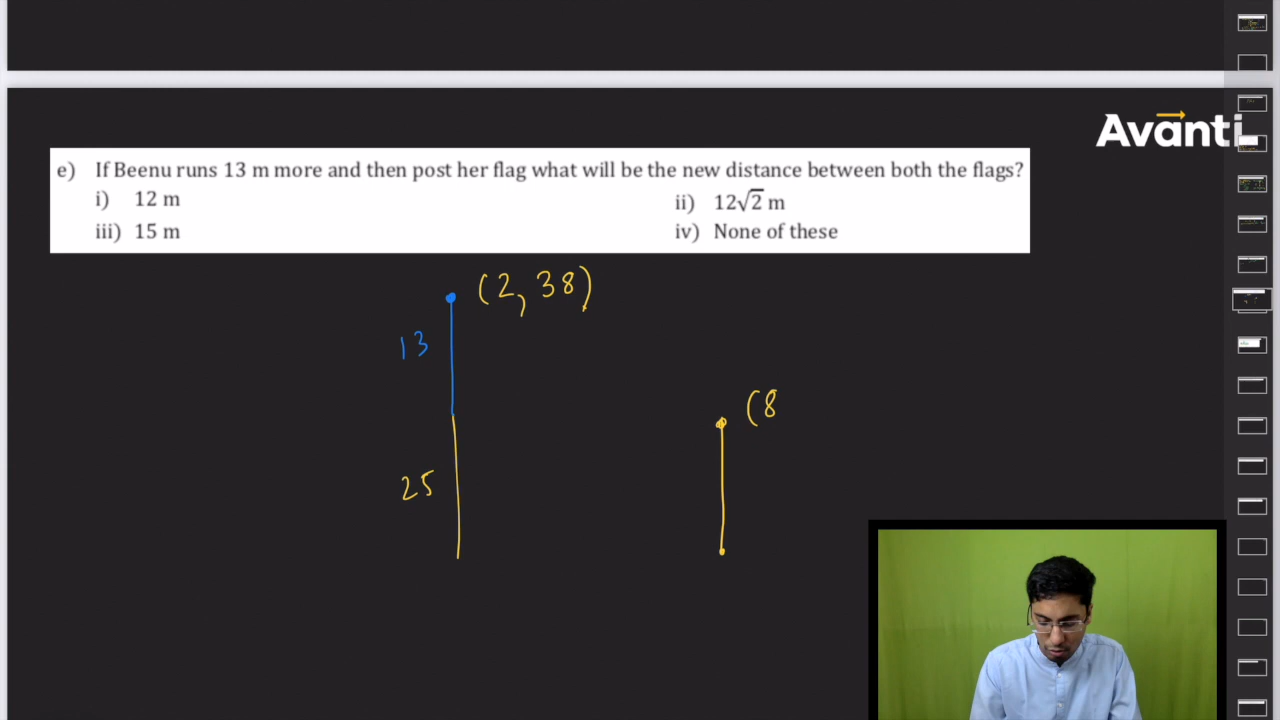 Avanti
e) If Beenu runs 13 m more and then post her flag what will be the new distance between both the flags?
i) 12 m ii) 12√2 m
iii) 15 m iv) None of these
(2, 38)
13
(8
25